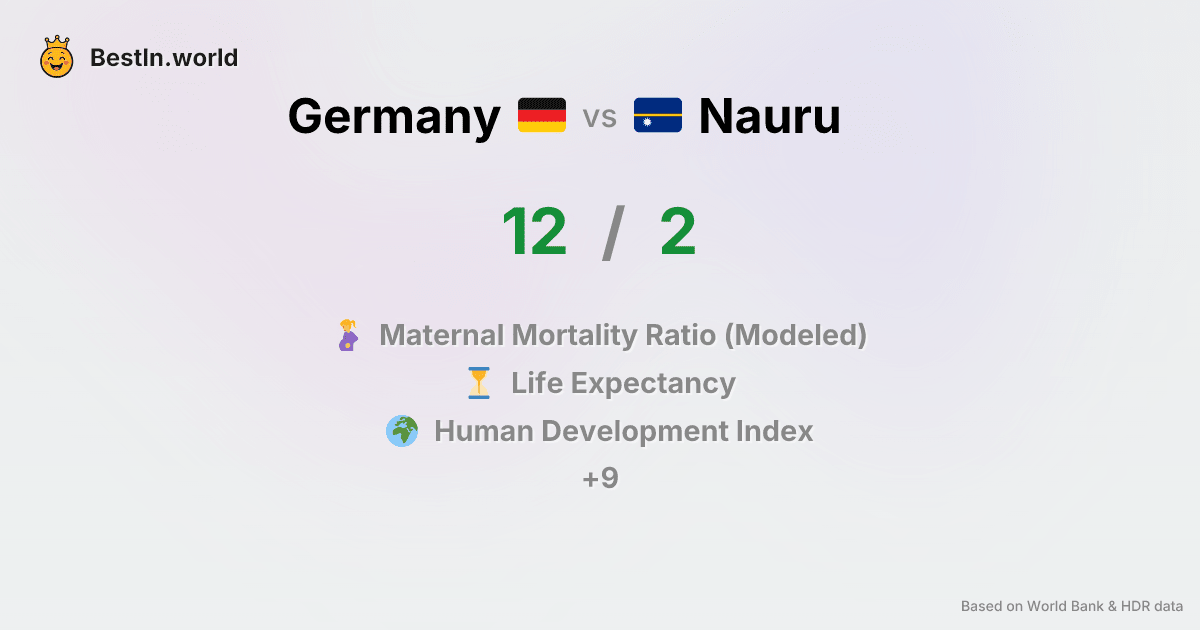 BestIn.world
Germany vs Nauru
12 / 2
Maternal Mortality Ratio (Modeled)
Life Expectancy
Human Development Index
+9
Based on World Bank & HDR data